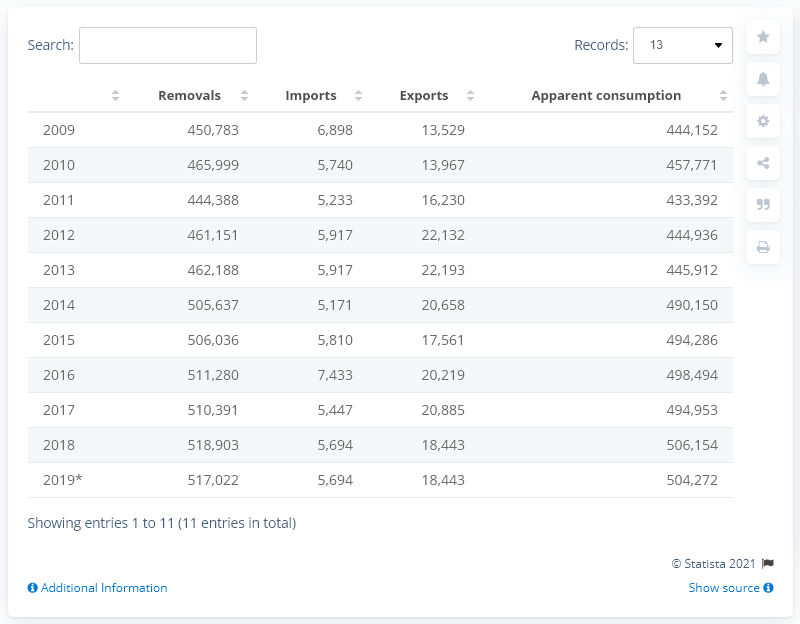 Search:
Records: 13
Removals Imports Exports Apparent consumption
2009 450,783 6,898 13,529 444,152
2010 465,999 5,740 13,967 457,771
2011 444,388 5,233 16,230 433,392
2012 461,151 5,917 22,132 444,936
2013 462,188 5,917 22,193 445,912
2014 505,637 5,171 20,658 490,150
2015 506,036 5,810 17,561 494,286
2016 511,280 7,433 20,219 498,494
2017 510,391 5,447 20,885 494,953
2018 518,903 5,694 18,443 506,154
2019* 517,022 5,694 18,443 504,272
Showing entries 1 to 11 (11 entries in total)
© Statista 2021
Additional Information
Show source